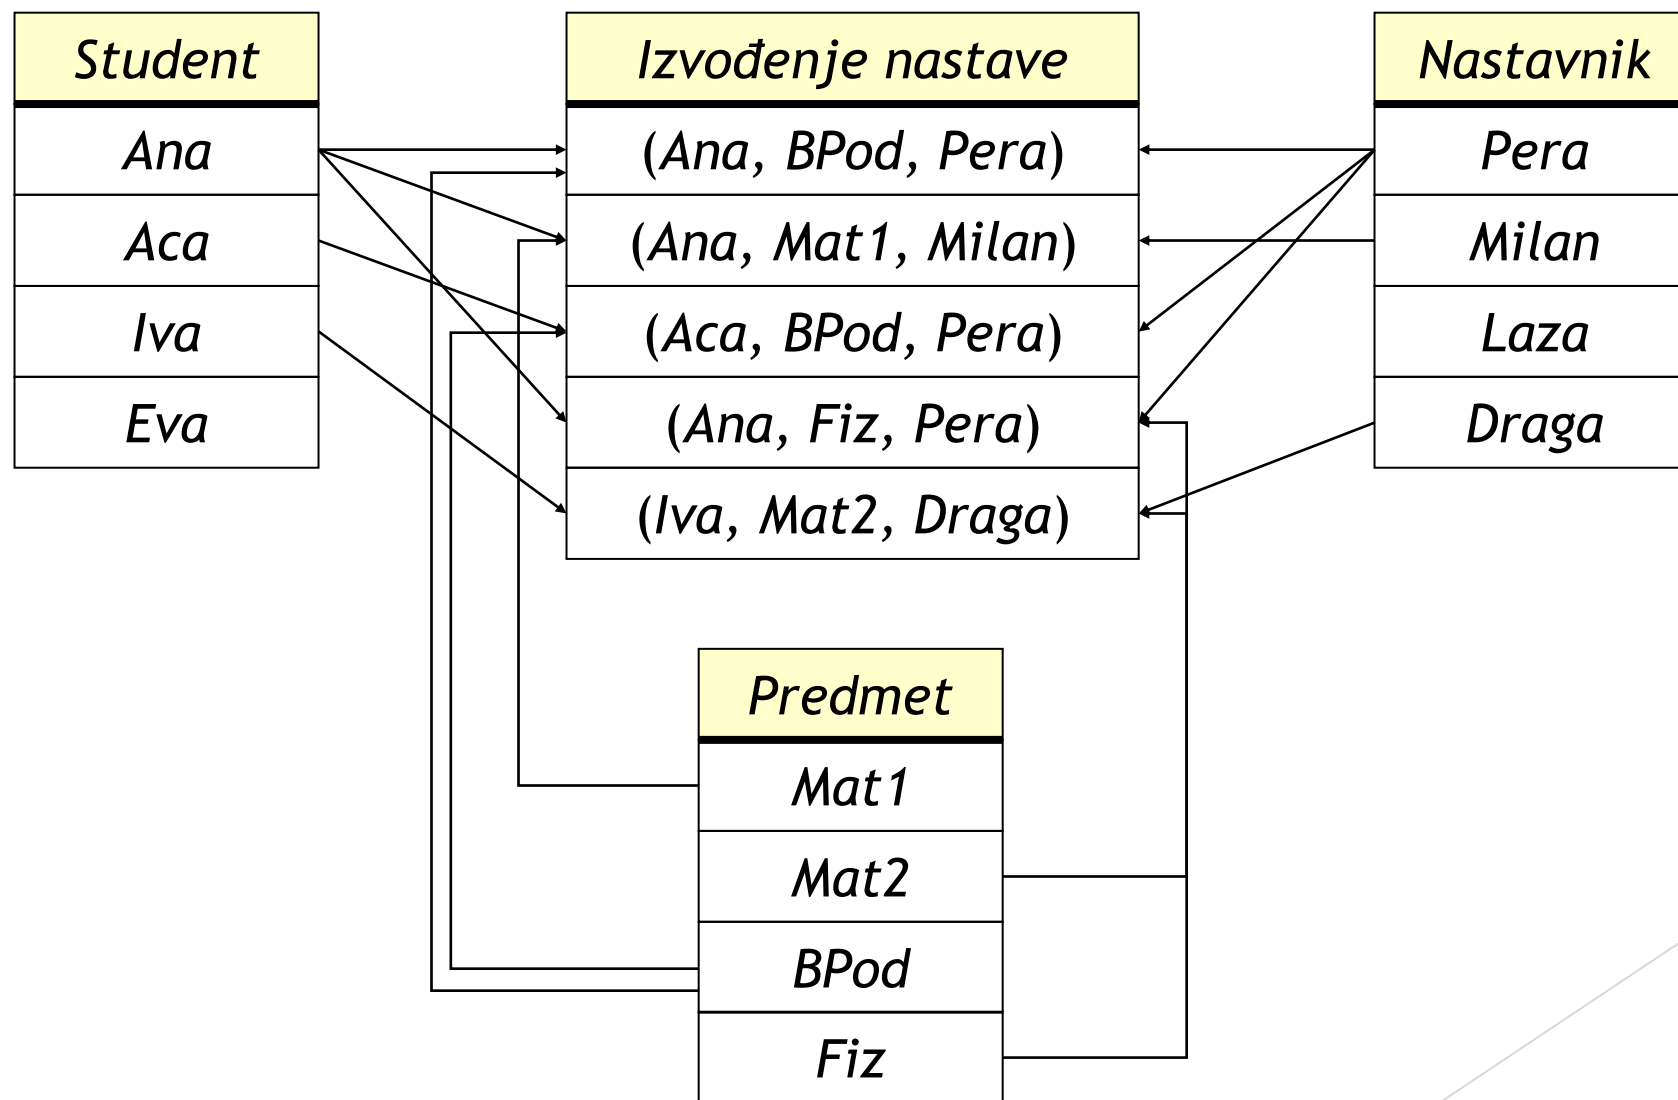 Student
Ana
Aca
Iva
Eva
Izvođenje nastave
(Ana, BPod, Pera)
(Ana, Mat1, Milan)
(Aca, BPod, Pera)
(Ana, Fiz, Pera)
(Iva, Mat2, Draga)
Nastavnik
Pera
Milan
Laza
Draga
Predmet
Mat1
Mat2
BPod
Fiz